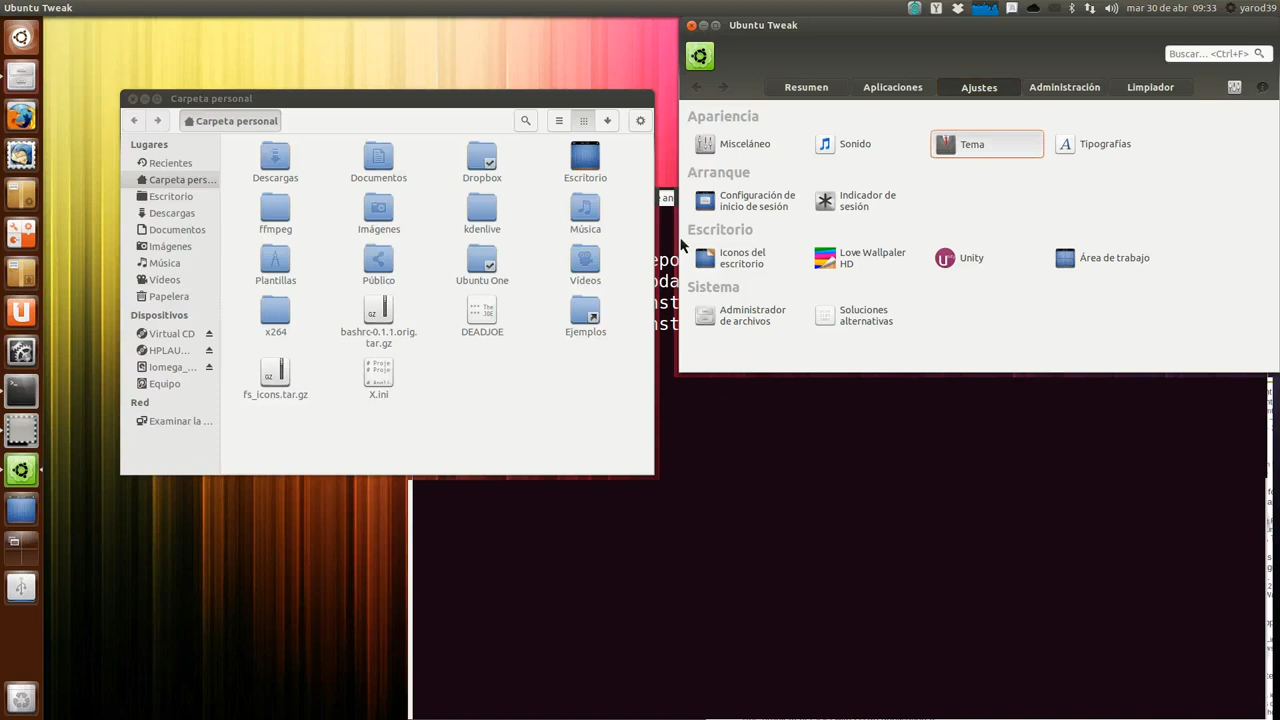 Ubuntu Tweak
mar 30 de abr
09:33
yarod39
Carpeta personal
Carpeta personal
Lugares
Recientes
Carpeta pers...
Escritorio
Descargas
Documentos
Imágenes
Música
Vídeos
Papelera
Dispositivos
Virtual CD
HPLAU...
Iomega_...
Equipo
Red
Examinar la ...
Descargas
Documentos
Dropbox
Escritorio
ffmpeg
Imágenes
kdenlive
Música
Plantillas
Público
Ubuntu One
Vídeos
x264
bashrc-0.1.1.orig.
tar.gz
DEADJOE
Ejemplos
fs_icons.tar.gz
X.ini
Ubuntu Tweak
Buscar... <Ctrl+F>
Resumen
Aplicaciones
Ajustes
Administración
Limpiador
Apariencia
Misceláneo
Sonido
Tema
Tipografías
Arranque
Configuración de
inicio de sesión
Indicador de
sesión
Escritorio
Iconos del
escritorio
Love Wallpaler
HD
Unity
Área de trabajo
Sistema
Administrador
de archivos
Soluciones
alternativas